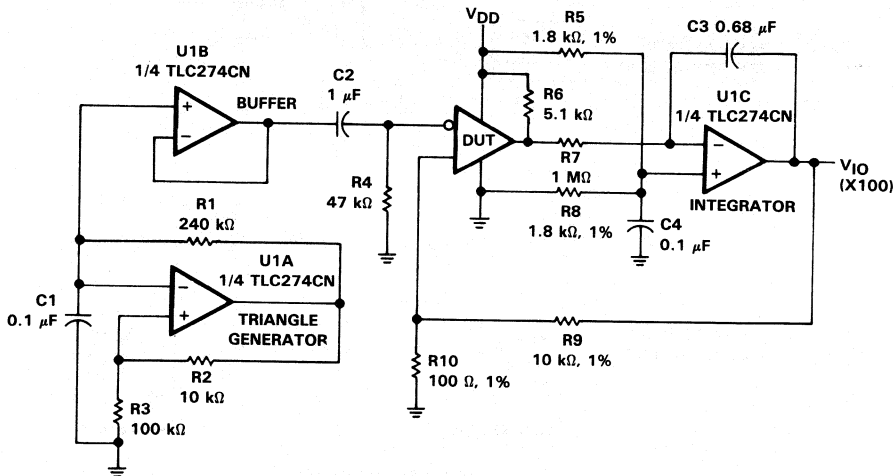 VDD
R5
1.8 kΩ, 1%
C3 0.68 μF
U1B
1/4 TLC274CN
BUFFER
+
−
C2
1 μF
R4
47 kΩ
DUT
R6
5.1 kΩ
R7
1 MΩ
R8
1.8 kΩ, 1%
U1C
1/4 TLC274CN
−
+
INTEGRATOR
VIO
(X100)
C4
0.1 μF
R1
240 kΩ
U1A
1/4 TLC274CN
−
+
TRIANGLE
GENERATOR
C1
0.1 μF
R2
10 kΩ
R3
100 kΩ
R9
10 kΩ, 1%
R10
100 Ω, 1%